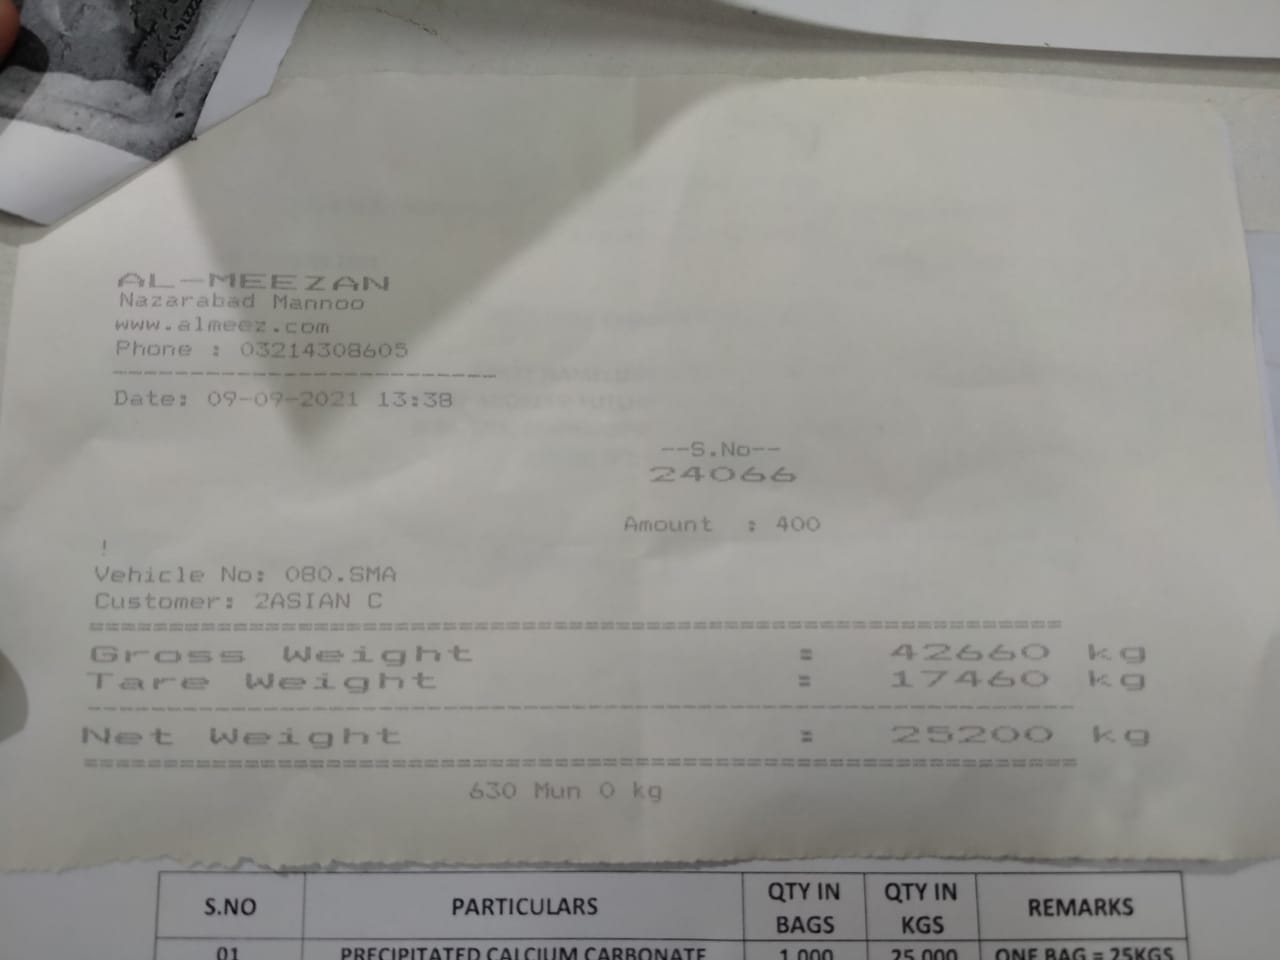 AL-MEEZAN
Nazarabad Mannoo
www.almeez.com
Phone : 03214308605
Date: 09-09-2021 13:38
--S.No--
24066
Amount : 400
!
Vehicle No: 080.SMA
Customer: 2ASIAN C
Gross Weight : 42660 kg
Tare Weight : 17460 kg
Net Weight : 25200 kg
630 Mun 0 kg
S.NO PARTICULARS QTY IN BAGS QTY IN KGS REMARKS
01 PRECIPITATED CALCIUM CARBONATE 1,000 25,000 ONE BAG = 25KGS